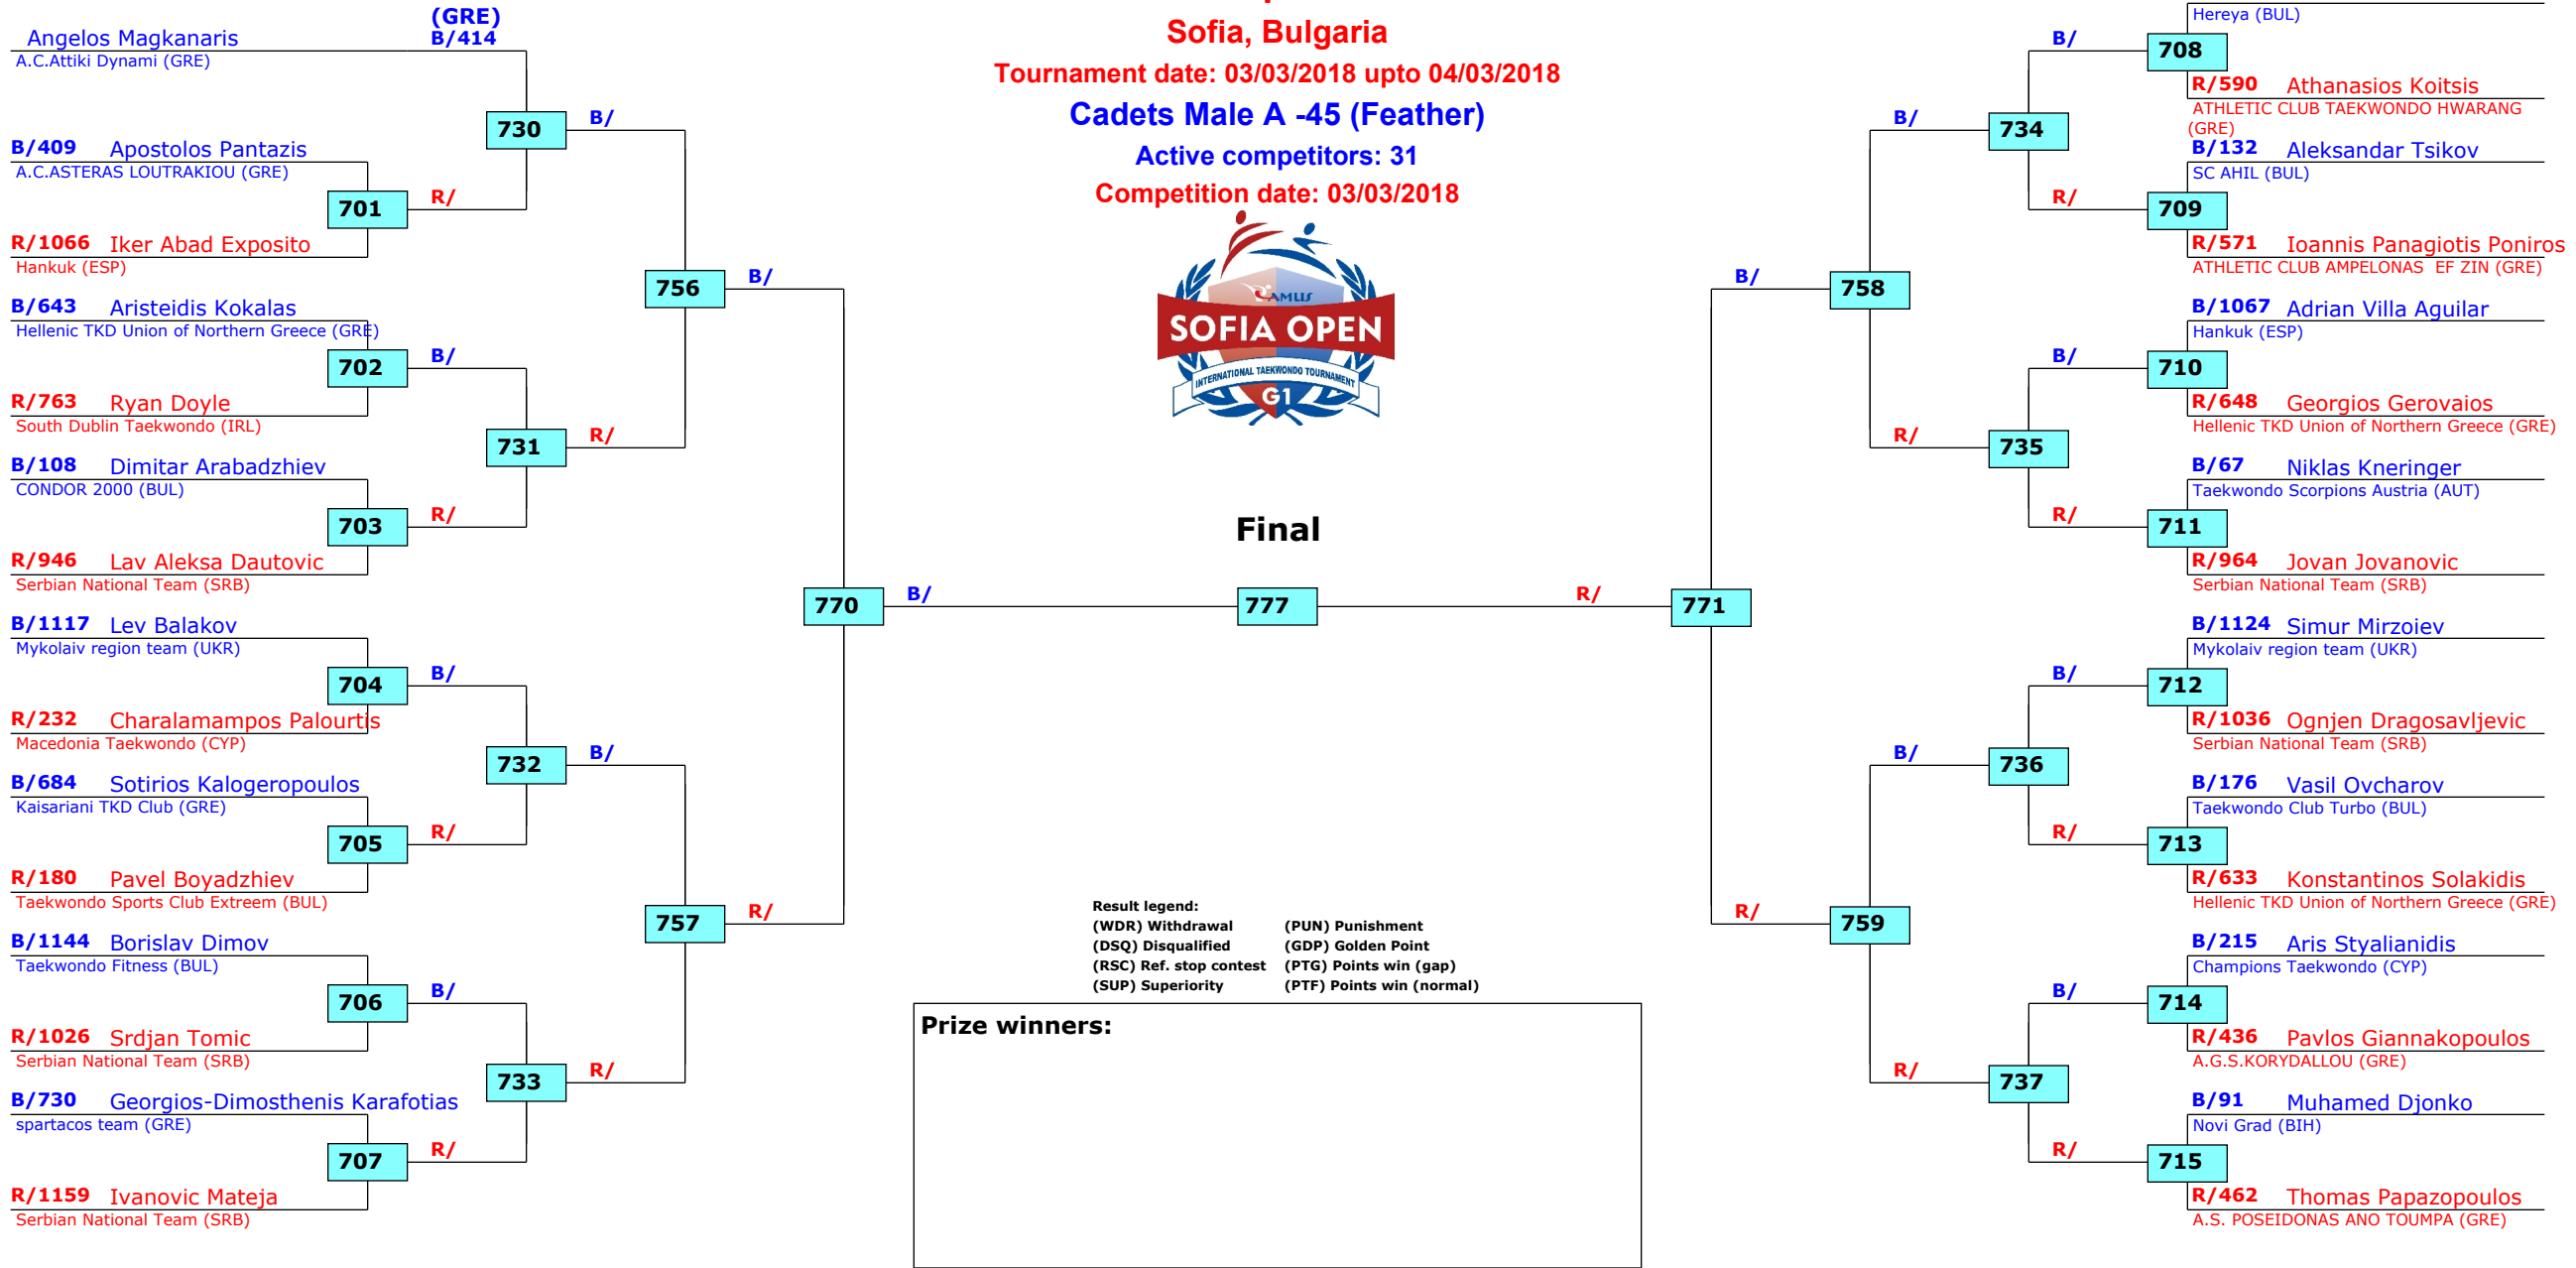 (GRE)
Angelos Magkanaris B/414
A.C.Attiki Dynami (GRE)
730 B/
B/409 Apostolos Pantazis
A.C.ASTERAS LOUTRAKIOU (GRE)
701 R/
R/1066 Iker Abad Exposito
Hankuk (ESP)
756 B/
B/643 Aristeidis Kokalas
Hellenic TKD Union of Northern Greece (GRE)
702 B/
R/763 Ryan Doyle
South Dublin Taekwondo (IRL)
731 R/
B/108 Dimitar Arabadzhiev
CONDOR 2000 (BUL)
703 R/
R/946 Lav Aleksa Dautovic
Serbian National Team (SRB)
770 B/
B/1117 Lev Balakov
Mykolaiv region team (UKR)
704 B/
R/232 Charalamampos Palourtis
Macedonia Taekwondo (CYP)
732 B/
B/684 Sotirios Kalogeropoulos
Kaisariani TKD Club (GRE)
705 R/
R/180 Pavel Boyadzhiev
Taekwondo Sports Club Extreem (BUL)
757 R/
B/1144 Borislav Dimov
Taekwondo Fitness (BUL)
706 B/
R/1026 Srdjan Tomic
Serbian National Team (SRB)
733 R/
B/730 Georgios-Dimosthenis Karafotias
spartacos team (GRE)
707 R/
R/1159 Ivanovic Mateja
Serbian National Team (SRB)
Sofia, Bulgaria
Tournament date: 03/03/2018 upto 04/03/2018
Cadets Male A -45 (Feather)
Active competitors: 31
Competition date: 03/03/2018
RAMUS
SOFIA OPEN
INTERNATIONAL TAEKWONDO TOURNAMENT
G1
Final
777
Result legend:
(WDR) Withdrawal (PUN) Punishment
(DSQ) Disqualified (GDP) Golden Point
(RSC) Ref. stop contest (PTG) Points win (gap)
(SUP) Superiority (PTF) Points win (normal)
Prize winners:
Hereya (BUL)
B/ 708
R/590 Athanasios Koitsis
ATHLETIC CLUB TAEKWONDO HWARANG
(GRE)
B/ 734
B/132 Aleksandar Tsikov
SC AHIL (BUL)
R/ 709
R/571 Ioannis Panagiotis Poniros
ATHLETIC CLUB AMPELONAS EF ZIN (GRE)
B/ 758
B/1067 Adrian Villa Aguilar
Hankuk (ESP)
B/ 710
R/648 Georgios Gerovaios
Hellenic TKD Union of Northern Greece (GRE)
R/ 735
B/67 Niklas Kneringer
Taekwondo Scorpions Austria (AUT)
R/ 711
R/964 Jovan Jovanovic
Serbian National Team (SRB)
R/ 771
B/1124 Simur Mirzoiev
Mykolaiv region team (UKR)
B/ 712
R/1036 Ognjen Dragosavljevic
Serbian National Team (SRB)
B/ 736
B/176 Vasil Ovcharov
Taekwondo Club Turbo (BUL)
R/ 713
R/633 Konstantinos Solakidis
Hellenic TKD Union of Northern Greece (GRE)
R/ 759
B/215 Aris Styalianidis
Champions Taekwondo (CYP)
B/ 714
R/436 Pavlos Giannakopoulos
A.G.S.KORYDALLOU (GRE)
R/ 737
B/91 Muhamed Djonko
Novi Grad (BIH)
R/ 715
R/462 Thomas Papazopoulos
A.S. POSEIDONAS ANO TOUMPA (GRE)